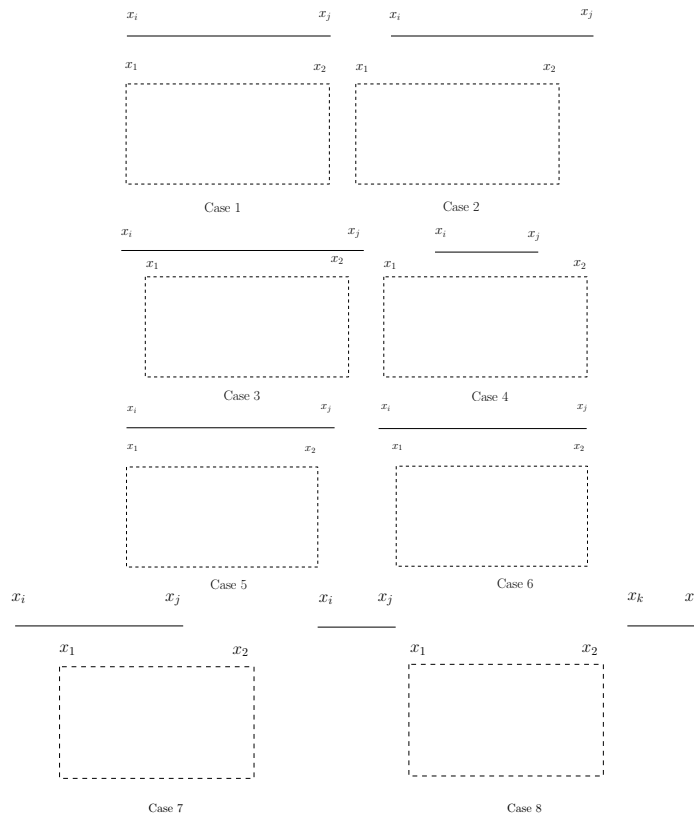 x_i x_j x_i x_j
x_1 x_2 x_1 x_2
Case 1 Case 2
x_i x_j x_i x_j
x_1 x_2 x_1 x_2
Case 3 Case 4
x_i x_j x_i x_j
x_1 x_2 x_1 x_2
Case 5 Case 6
x_i x_j x_i x_j x_k x
x_1 x_2 x_1 x_2
Case 7 Case 8